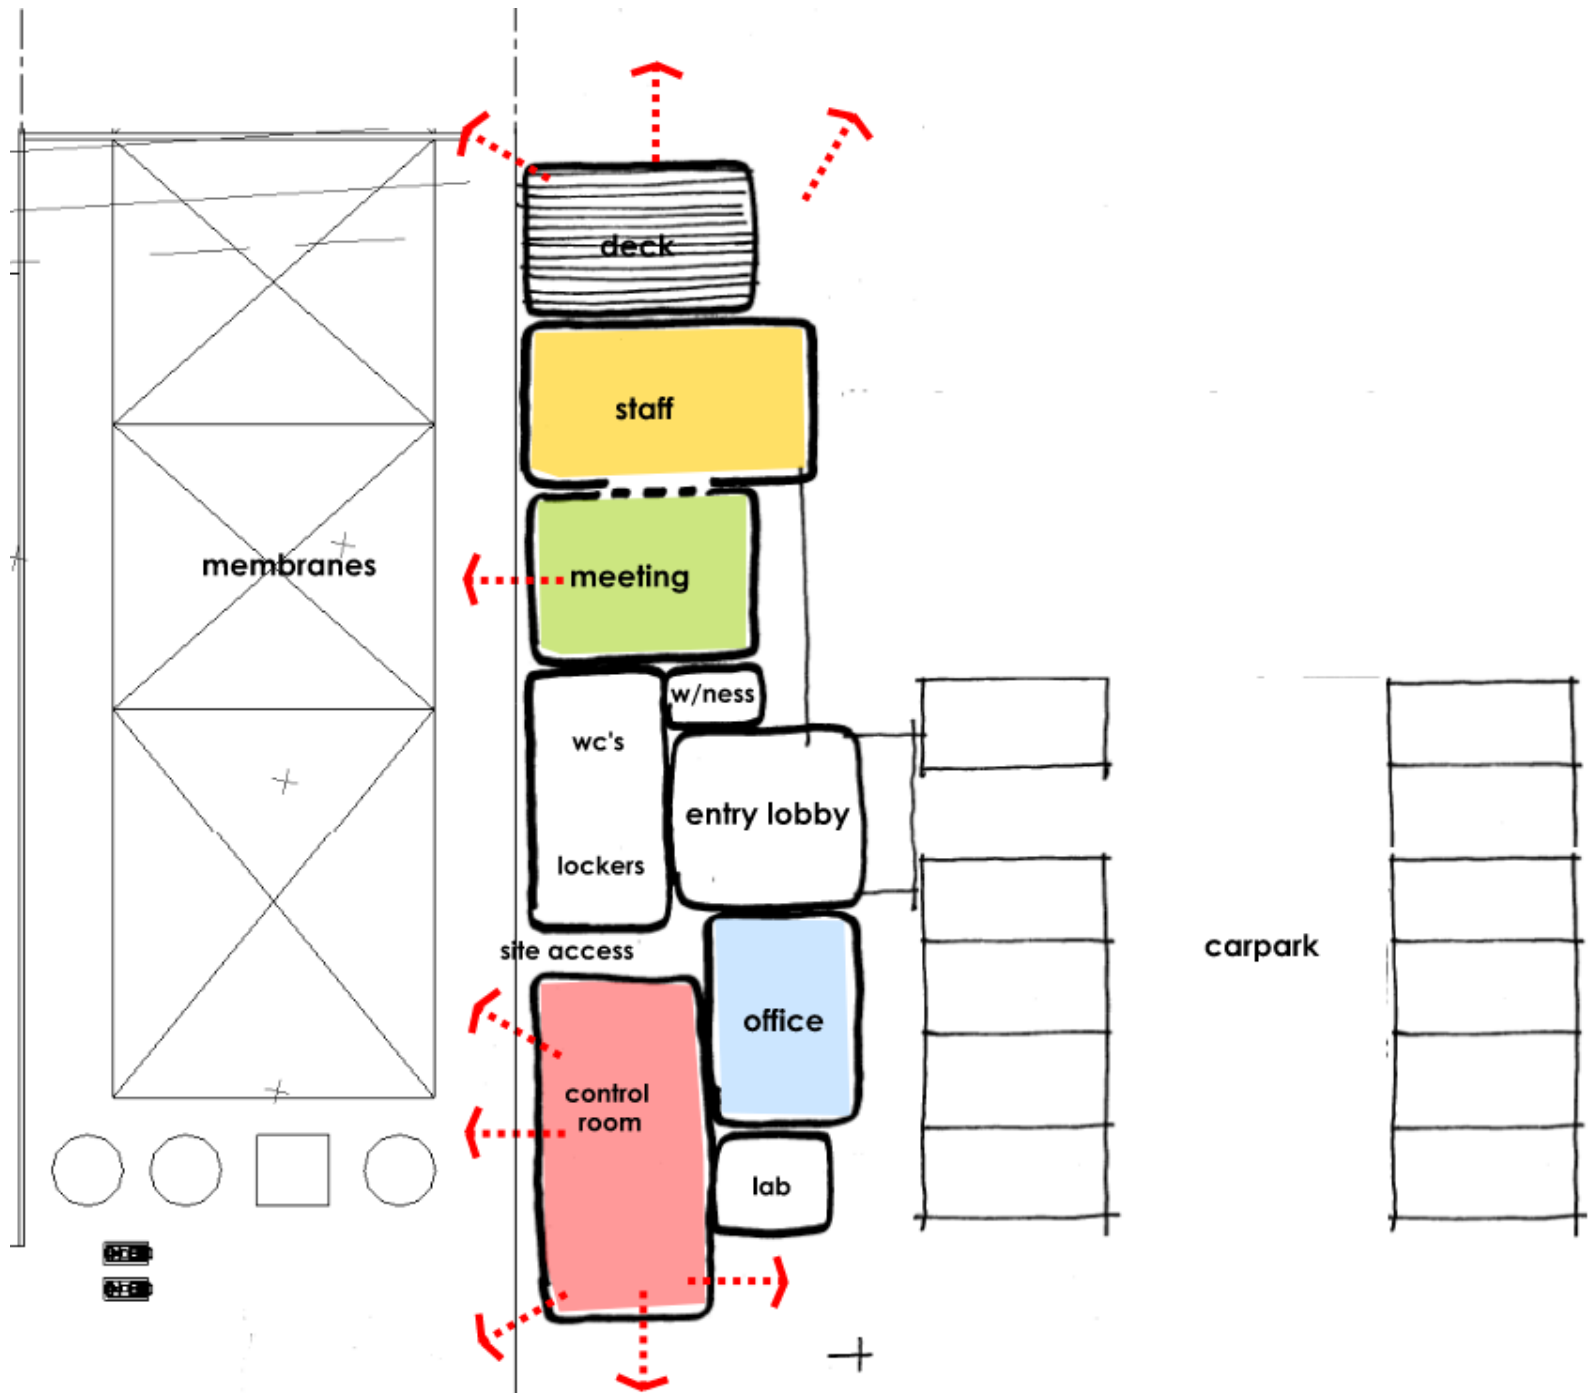 deck
staff
membranes
meeting
w/ness
wc's
entry lobby
lockers
site access
carpark
office
control
room
lab